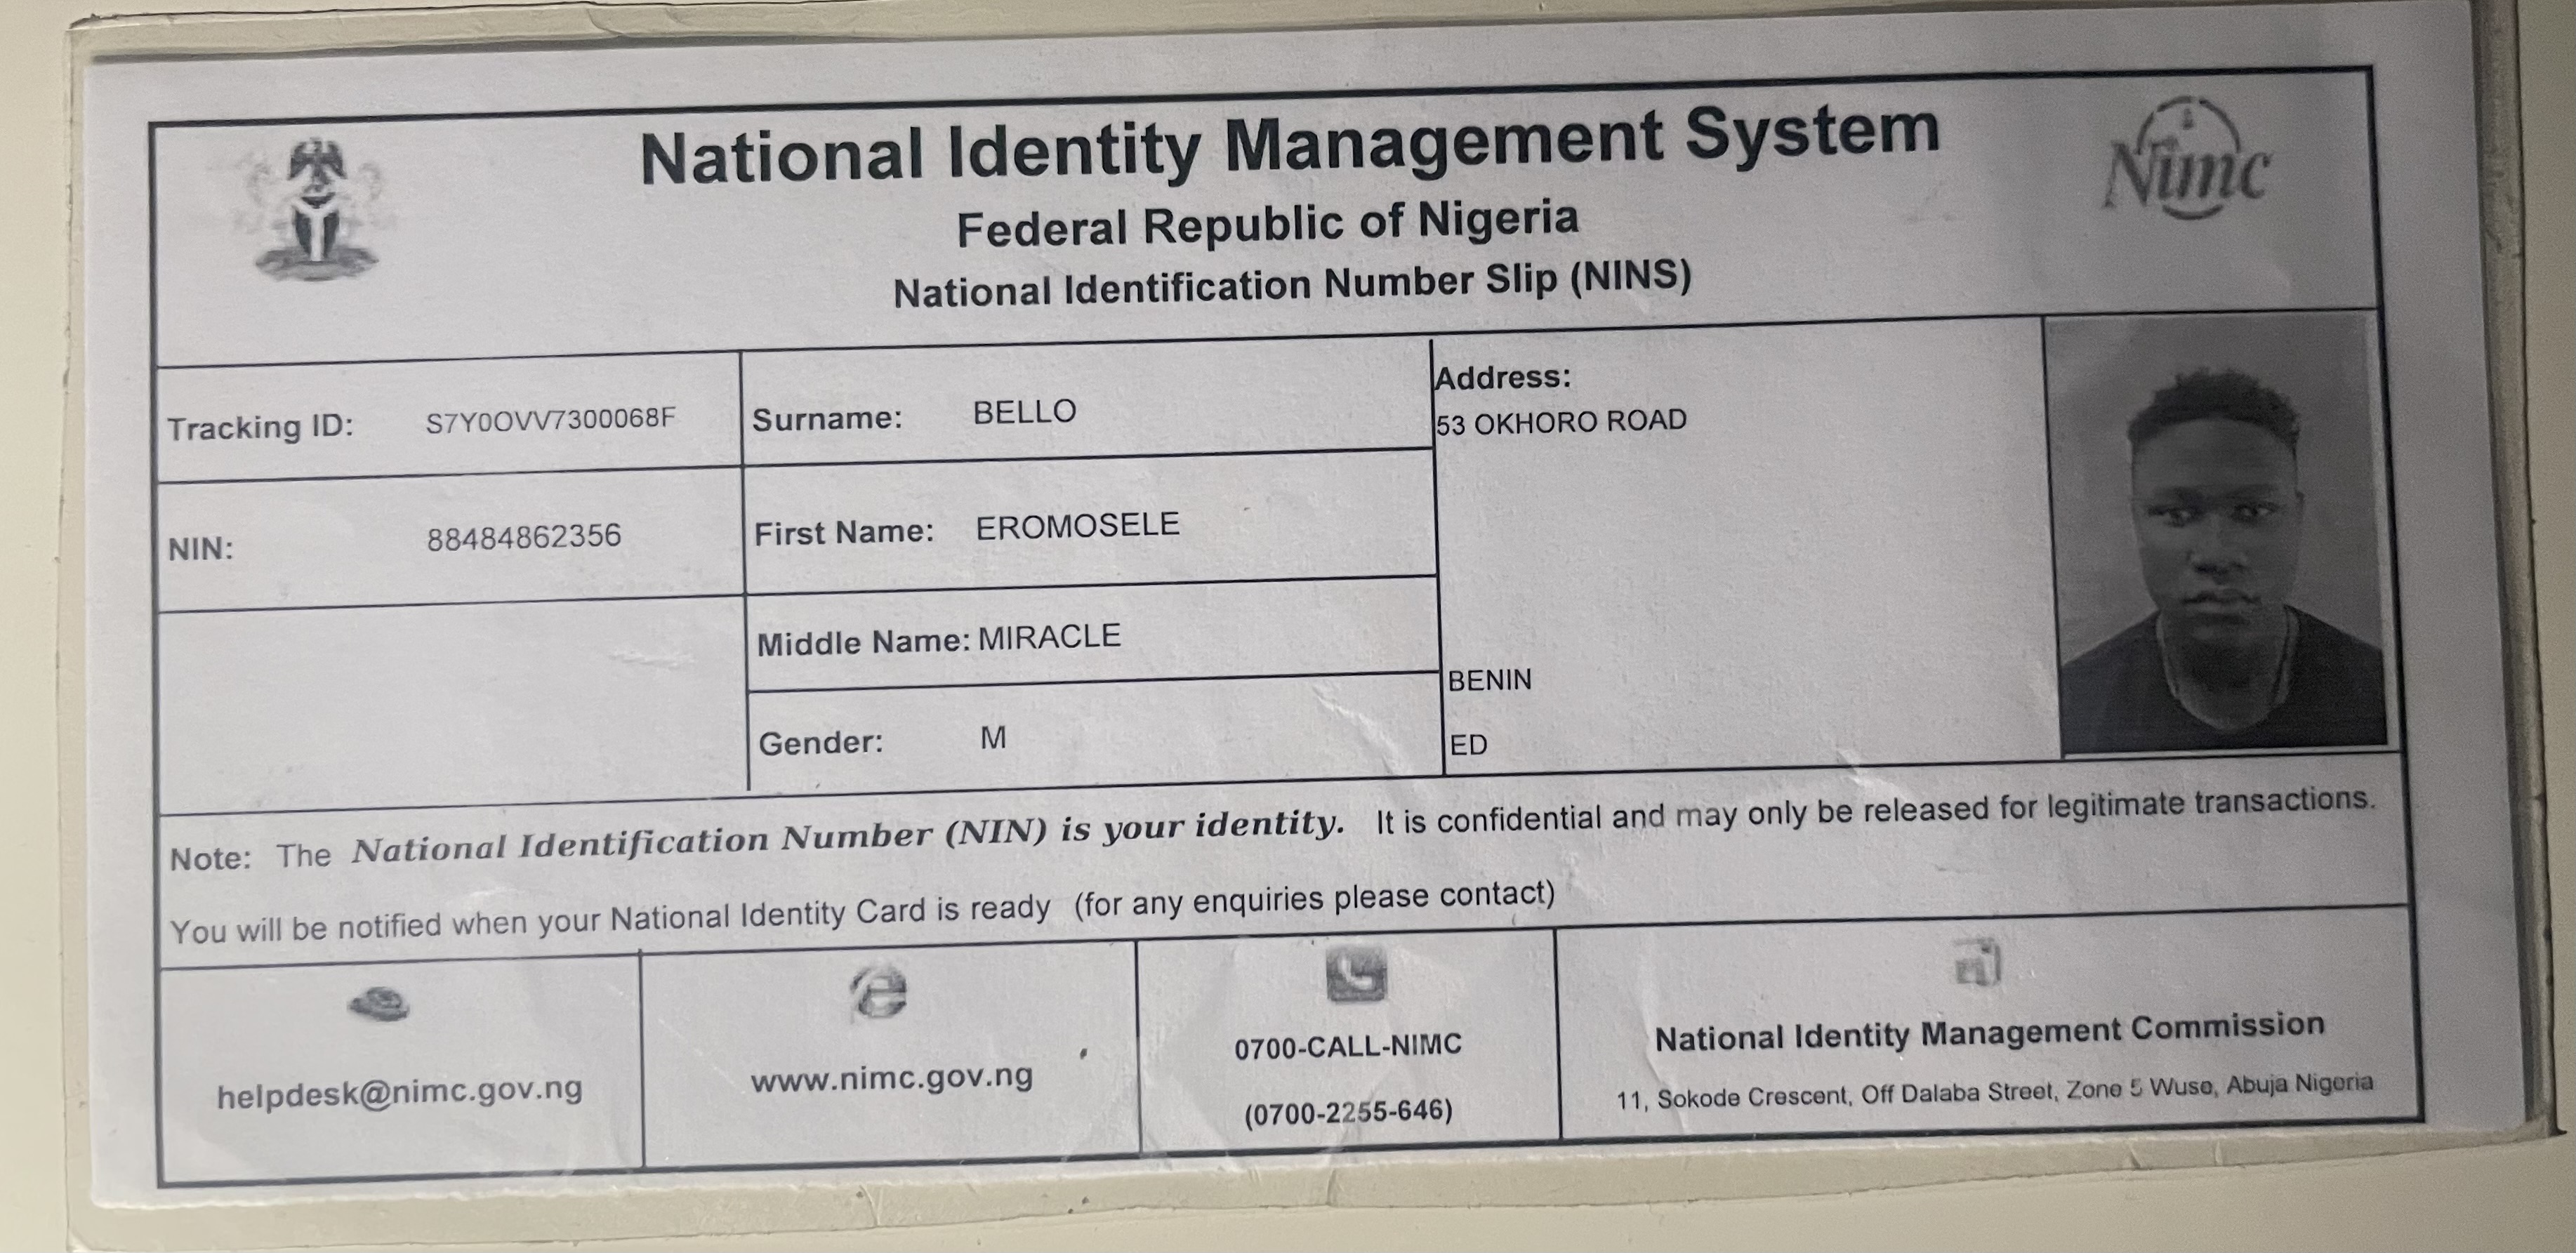 National Identity Management System
Federal Republic of Nigeria
National Identification Number Slip (NINS)
Nimc
Tracking ID: S7Y0OVV7300068F
Surname: BELLO
Address:
53 OKHORO ROAD
NIN: 88484862356
First Name: EROMOSELE
Middle Name: MIRACLE
BENIN
Gender: M
ED
Note: The National Identification Number (NIN) is your identity. It is confidential and may only be released for legitimate transactions.
You will be notified when your National Identity Card is ready (for any enquiries please contact)
helpdesk@nimc.gov.ng
www.nimc.gov.ng
0700-CALL-NIMC
(0700-2255-646)
National Identity Management Commission
11, Sokode Crescent, Off Dalaba Street, Zone 5 Wuse, Abuja Nigeria